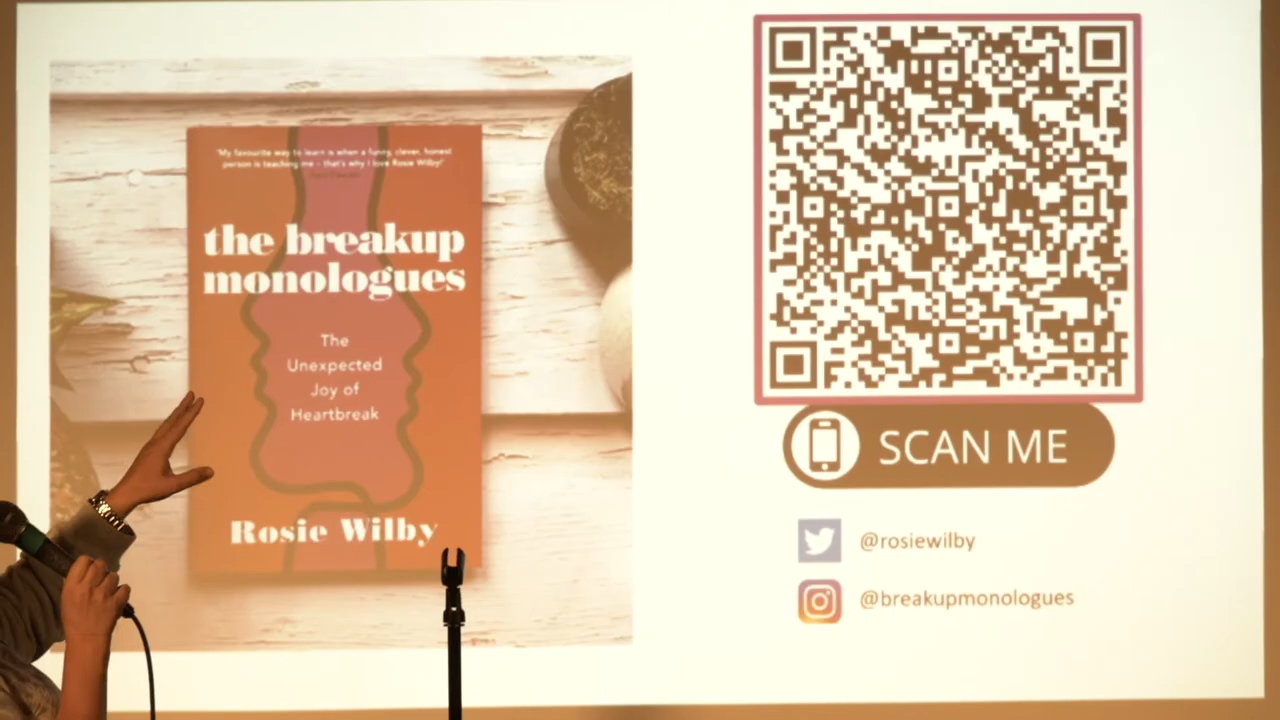 'My favourite way to learn is when a funny, clever, honest
person is teaching me – that's why I love Rosie Wilby!'
the breakup
monologues
The
Unexpected
Joy of
Heartbreak
Rosie Wilby
SCAN ME
@rosiewilby
@breakupmonologues